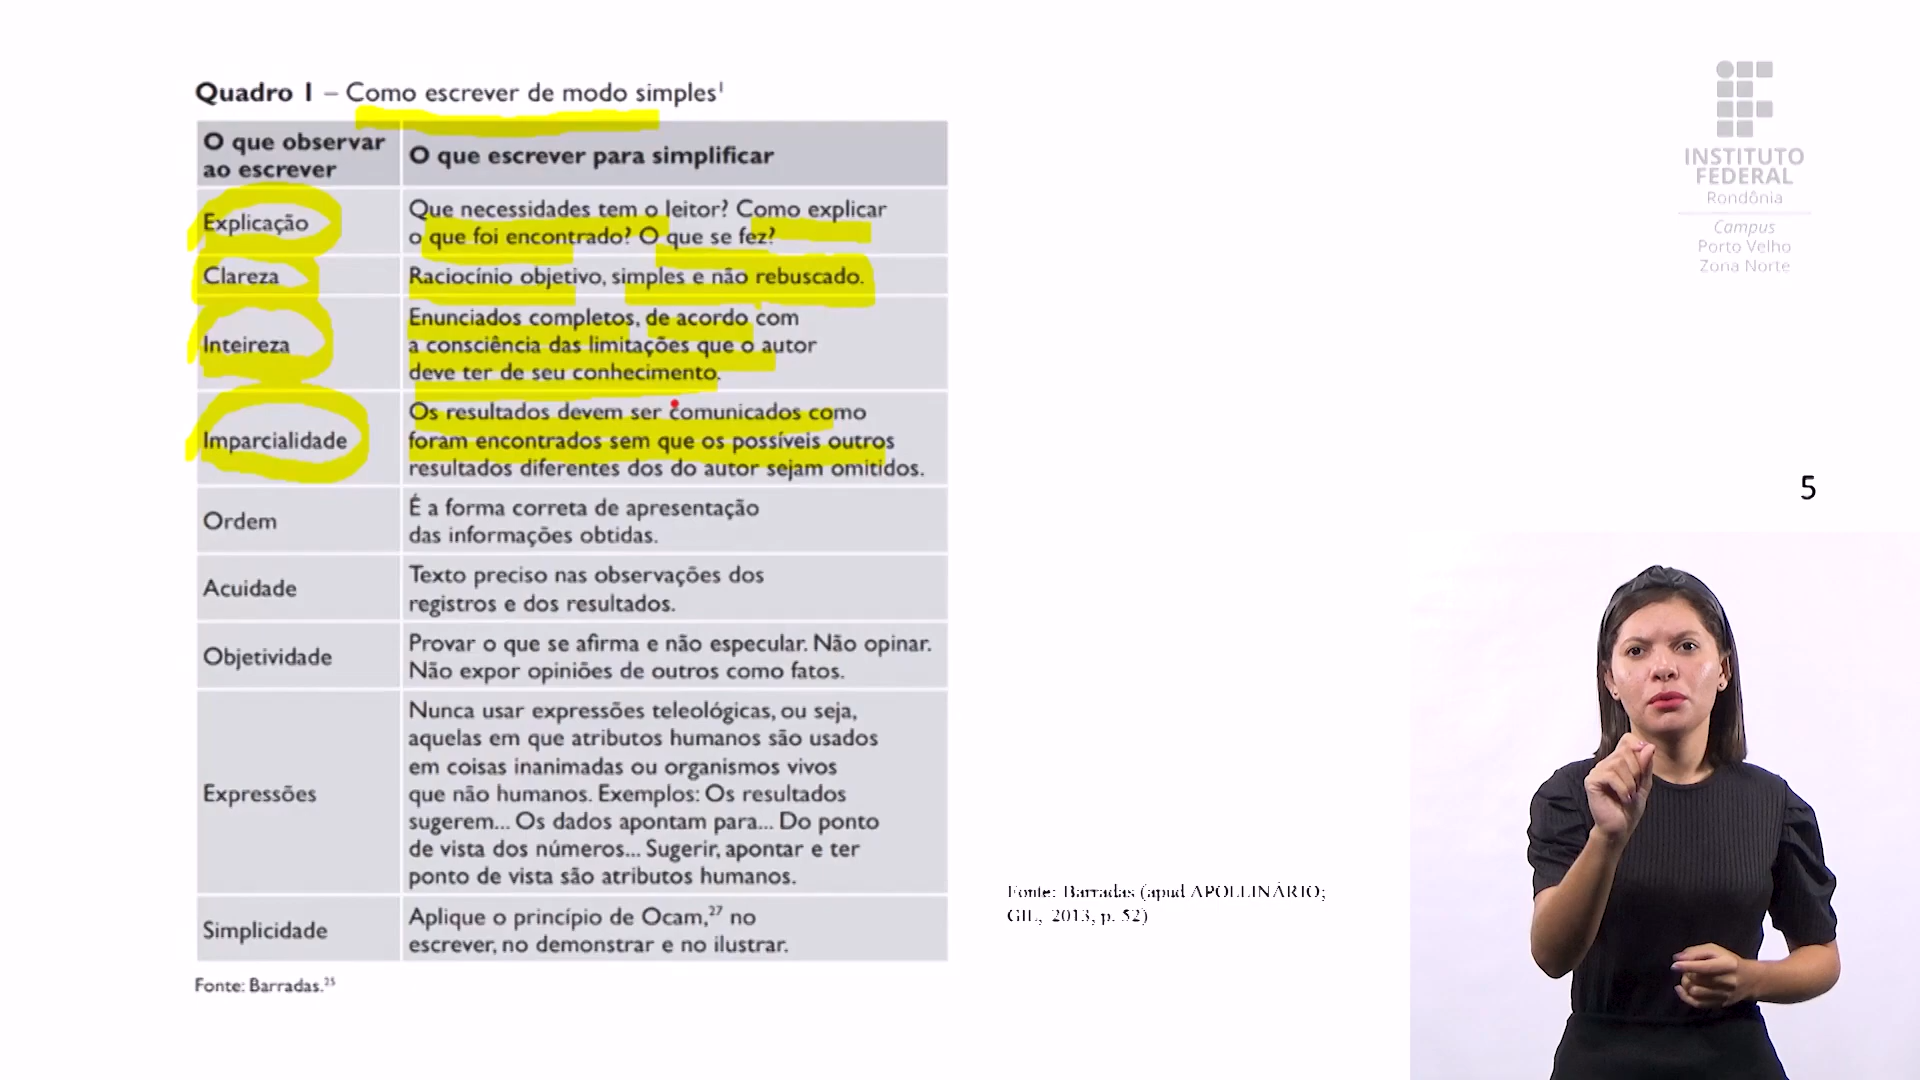 Quadro 1 – Como escrever de modo simples¹
O que observar
ao escrever
O que escrever para simplificar
Explicação
Que necessidades tem o leitor? Como explicar
o que foi encontrado? O que se fez?
Clareza
Raciocínio objetivo, simples e não rebuscado.
Inteireza
Enunciados completos, de acordo com
a consciência das limitações que o autor
deve ter de seu conhecimento.
Imparcialidade
Os resultados devem ser comunicados como
foram encontrados sem que os possíveis outros
resultados diferentes dos do autor sejam omitidos.
Ordem
É a forma correta de apresentação
das informações obtidas.
Acuidade
Texto preciso nas observações dos
registros e dos resultados.
Objetividade
Provar o que se afirma e não especular. Não opinar.
Não expor opiniões de outros como fatos.
Expressões
Nunca usar expressões teleológicas, ou seja,
aquelas em que atributos humanos são usados
em coisas inanimadas ou organismos vivos
que não humanos. Exemplos: Os resultados
sugerem... Os dados apontam para... Do ponto
de vista dos números... Sugerir, apontar e ter
ponto de vista são atributos humanos.
Simplicidade
Aplique o princípio de Ocam,²⁷ no
escrever, no demonstrar e no ilustrar.
Fonte: Barradas.²⁵
Fonte: Barradas (apud APOLLINÁRIO;
GIL, 2013, p. 52)
INSTITUTO
FEDERAL
Rondônia
Campus
Porto Velho
Zona Norte
5